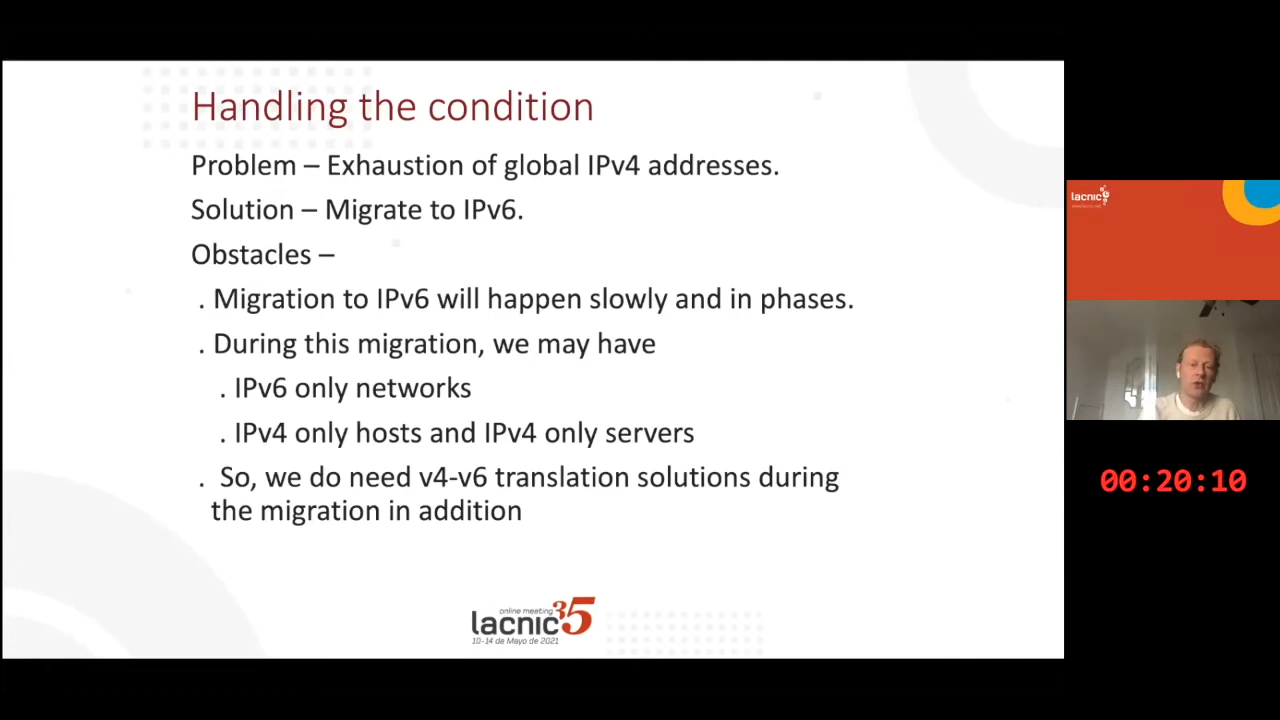 Handling the condition
Problem – Exhaustion of global IPv4 addresses.
Solution – Migrate to IPv6.
Obstacles –
. Migration to IPv6 will happen slowly and in phases.
. During this migration, we may have
. IPv6 only networks
. IPv4 only hosts and IPv4 only servers
. So, we do need v4-v6 translation solutions during
the migration in addition
online meeting
lacnic35
10-14 de Mayo de 2021
lacnic
00:20:10